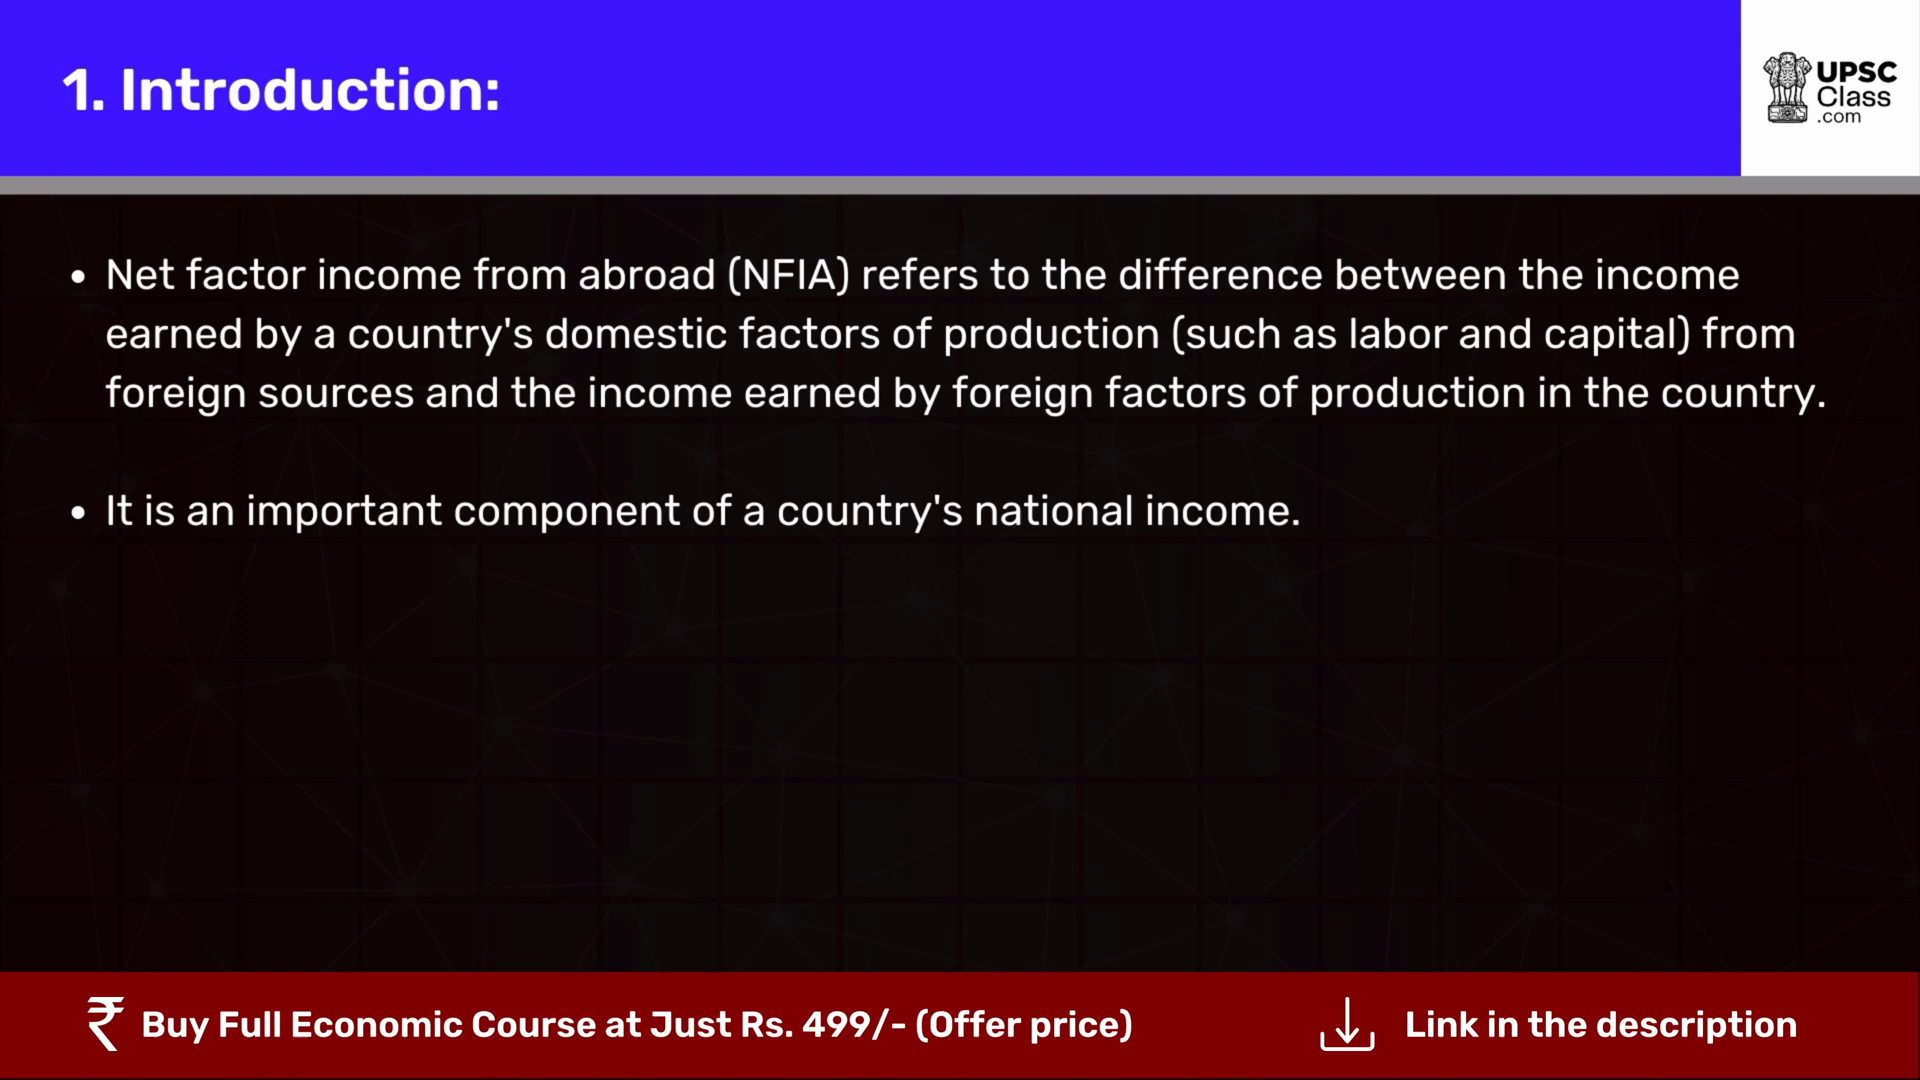 1. Introduction:
UPSC
Class
.com
• Net factor income from abroad (NFIA) refers to the difference between the income
earned by a country's domestic factors of production (such as labor and capital) from
foreign sources and the income earned by foreign factors of production in the country.
• It is an important component of a country's national income.
₹ Buy Full Economic Course at Just Rs. 499/- (Offer price)
Link in the description